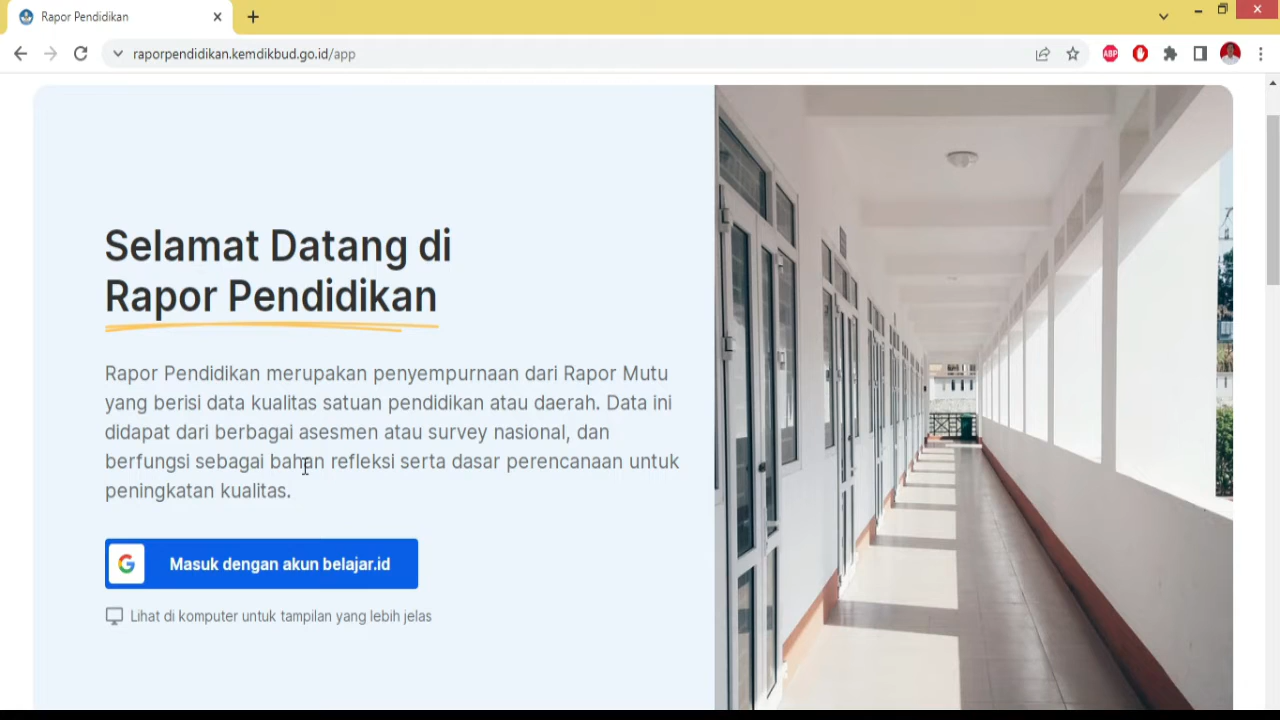 Rapor Pendidikan
raporpendidikan.kemdikbud.go.id/app
ABP
Selamat Datang di
Rapor Pendidikan
Rapor Pendidikan merupakan penyempurnaan dari Rapor Mutu
yang berisi data kualitas satuan pendidikan atau daerah. Data ini
didapat dari berbagai asesmen atau survey nasional, dan
berfungsi sebagai bahan refleksi serta dasar perencanaan untuk
peningkatan kualitas.
G Masuk dengan akun belajar.id
Lihat di komputer untuk tampilan yang lebih jelas